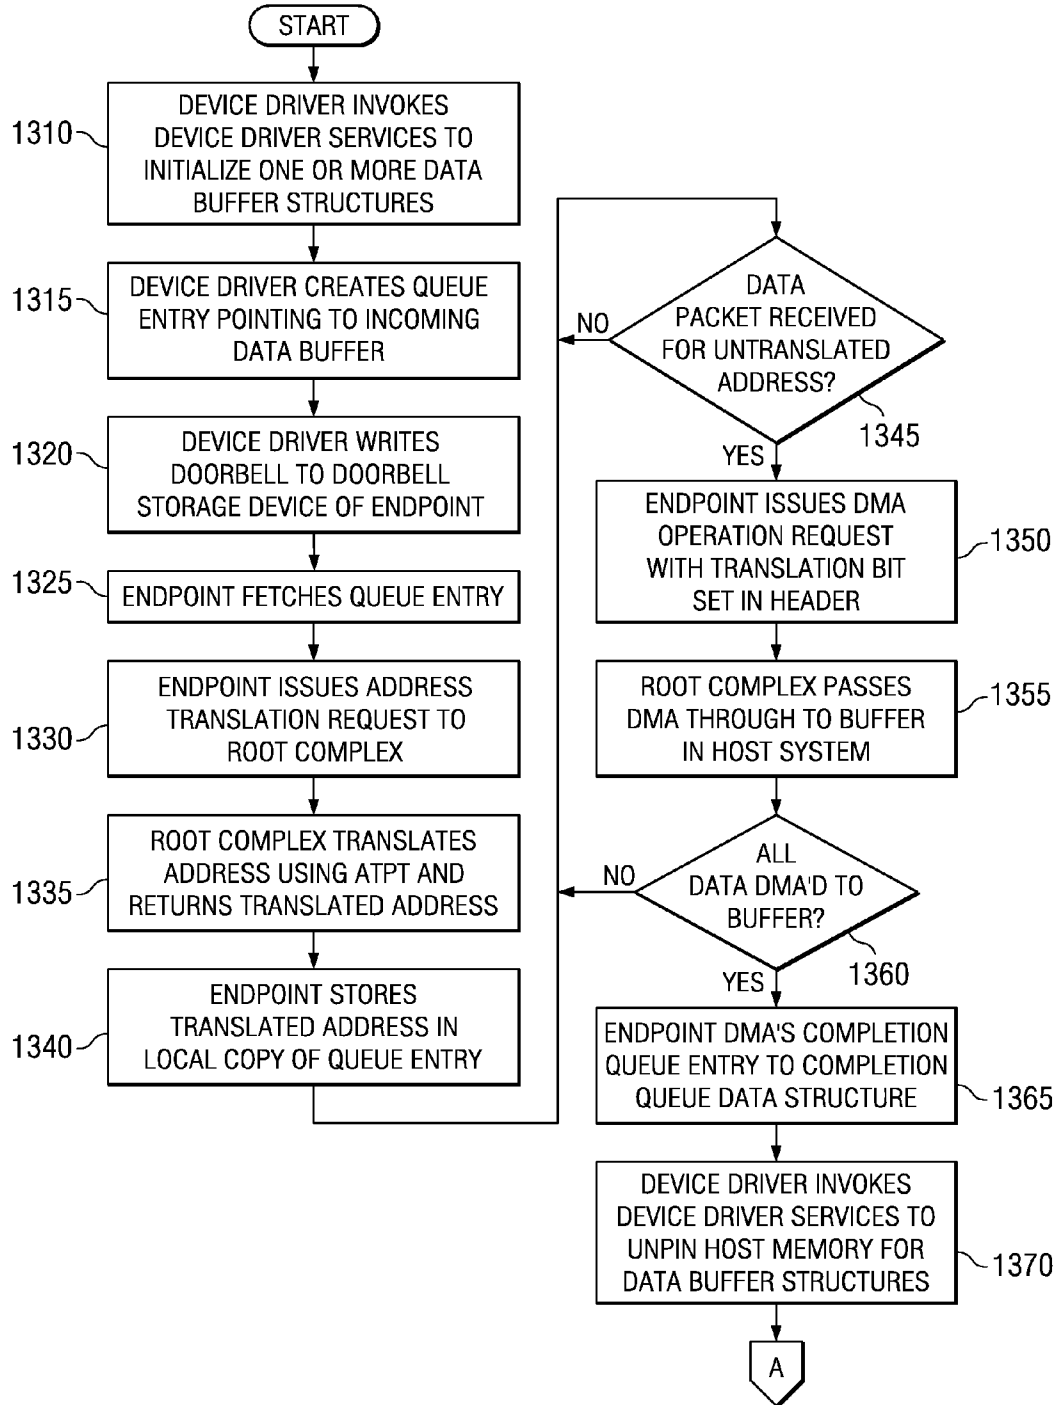 START
1310
DEVICE DRIVER INVOKES
DEVICE DRIVER SERVICES TO
INITIALIZE ONE OR MORE DATA
BUFFER STRUCTURES
1315
DEVICE DRIVER CREATES QUEUE
ENTRY POINTING TO INCOMING
DATA BUFFER
1320
DEVICE DRIVER WRITES
DOORBELL TO DOORBELL
STORAGE DEVICE OF ENDPOINT
1325
ENDPOINT FETCHES QUEUE ENTRY
1330
ENDPOINT ISSUES ADDRESS
TRANSLATION REQUEST TO
ROOT COMPLEX
1335
ROOT COMPLEX TRANSLATES
ADDRESS USING ATPT AND
RETURNS TRANSLATED ADDRESS
1340
ENDPOINT STORES
TRANSLATED ADDRESS IN
LOCAL COPY OF QUEUE ENTRY
DATA
PACKET RECEIVED
FOR UNTRANSLATED
ADDRESS?
NO
1345
YES
ENDPOINT ISSUES DMA
OPERATION REQUEST
WITH TRANSLATION BIT
SET IN HEADER
1350
ROOT COMPLEX PASSES
DMA THROUGH TO BUFFER
IN HOST SYSTEM
1355
ALL
DATA DMA'D TO
BUFFER?
NO
1360
YES
ENDPOINT DMA'S COMPLETION
QUEUE ENTRY TO COMPLETION
QUEUE DATA STRUCTURE
1365
DEVICE DRIVER INVOKES
DEVICE DRIVER SERVICES TO
UNPIN HOST MEMORY FOR
DATA BUFFER STRUCTURES
1370
A